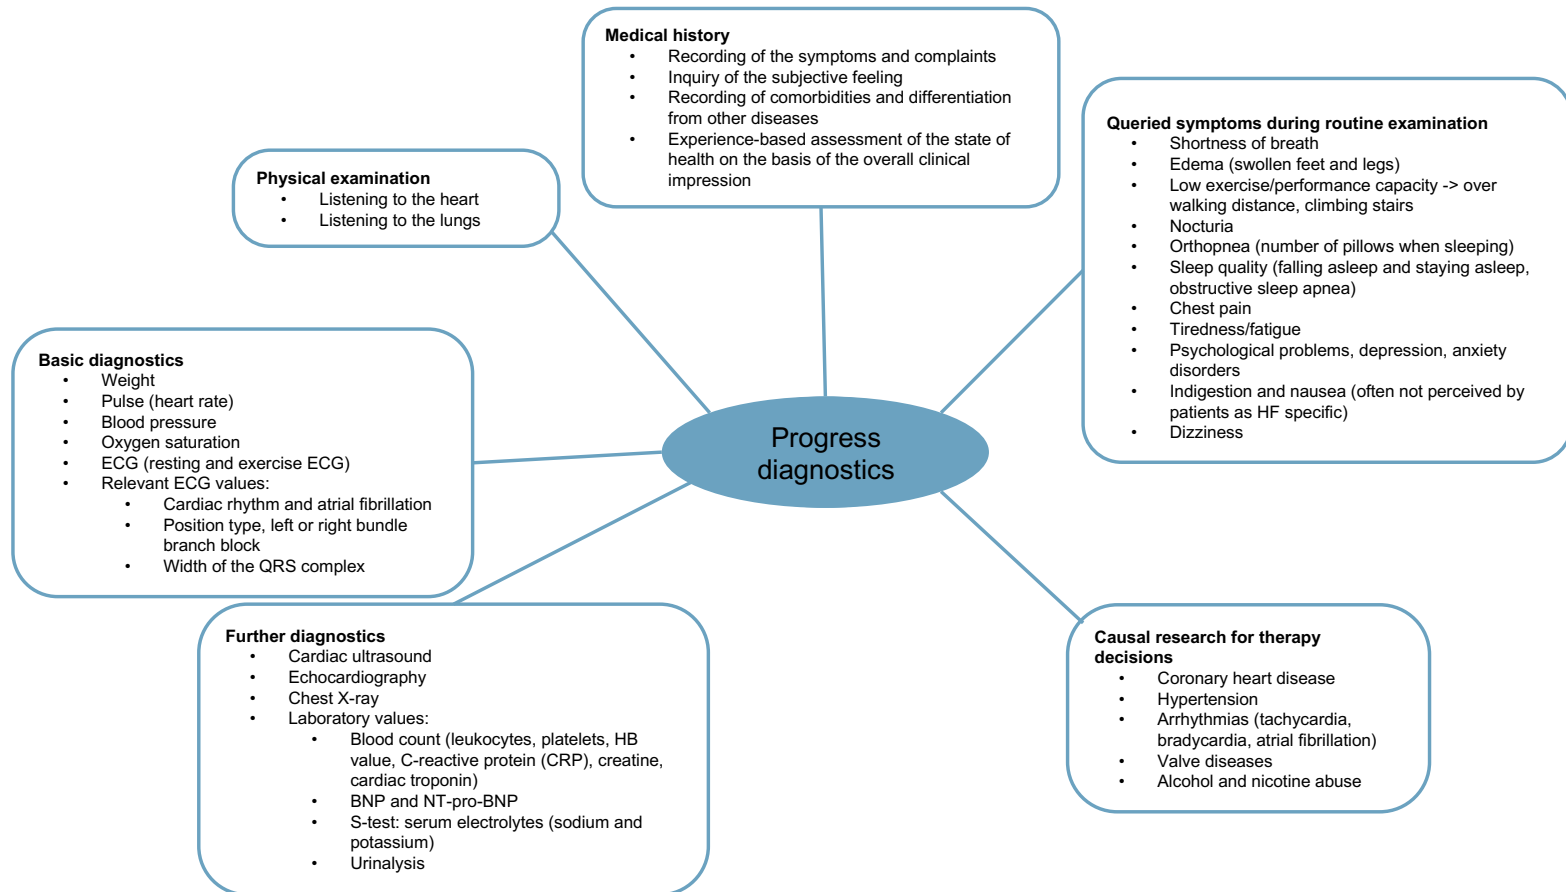 Medical history
• Recording of the symptoms and complaints
• Inquiry of the subjective feeling
• Recording of comorbidities and differentiation
from other diseases
• Experience-based assessment of the state of
health on the basis of the overall clinical
impression
Queried symptoms during routine examination
• Shortness of breath
• Edema (swollen feet and legs)
• Low exercise/performance capacity -> over
walking distance, climbing stairs
• Nocturia
• Orthopnea (number of pillows when sleeping)
• Sleep quality (falling asleep and staying asleep,
obstructive sleep apnea)
• Chest pain
• Tiredness/fatigue
• Psychological problems, depression, anxiety
disorders
• Indigestion and nausea (often not perceived by
patients as HF specific)
• Dizziness
Physical examination
• Listening to the heart
• Listening to the lungs
Basic diagnostics
• Weight
• Pulse (heart rate)
• Blood pressure
• Oxygen saturation
• ECG (resting and exercise ECG)
• Relevant ECG values:
• Cardiac rhythm and atrial fibrillation
• Position type, left or right bundle
branch block
• Width of the QRS complex
Progress
diagnostics
Further diagnostics
• Cardiac ultrasound
• Echocardiography
• Chest X-ray
• Laboratory values:
• Blood count (leukocytes, platelets, HB
value, C-reactive protein (CRP), creatine,
cardiac troponin)
• BNP and NT-pro-BNP
• S-test: serum electrolytes (sodium and
potassium)
• Urinalysis
Causal research for therapy
decisions
• Coronary heart disease
• Hypertension
• Arrhythmias (tachycardia,
bradycardia, atrial fibrillation)
• Valve diseases
• Alcohol and nicotine abuse